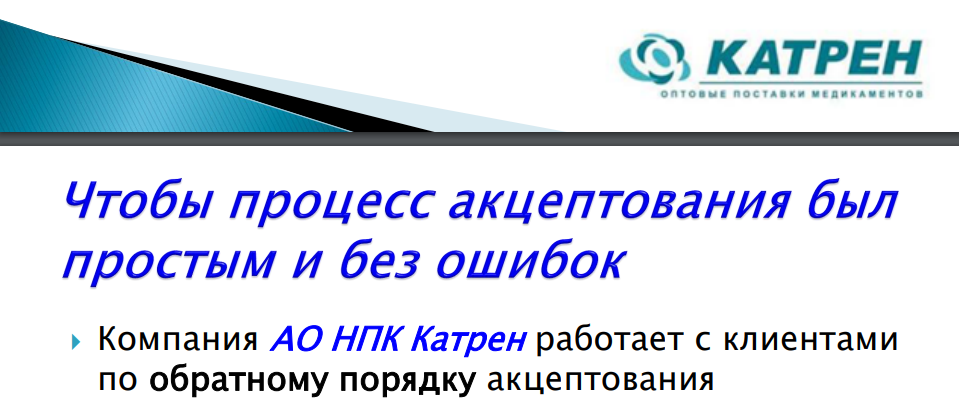 КАТРЕН
ОПТОВЫЕ ПОСТАВКИ МЕДИКАМЕНТОВ
Чтобы процесс акцептования был
простым и без ошибок
Компания АО НПК Катрен работает с клиентами
по обратному порядку акцептования